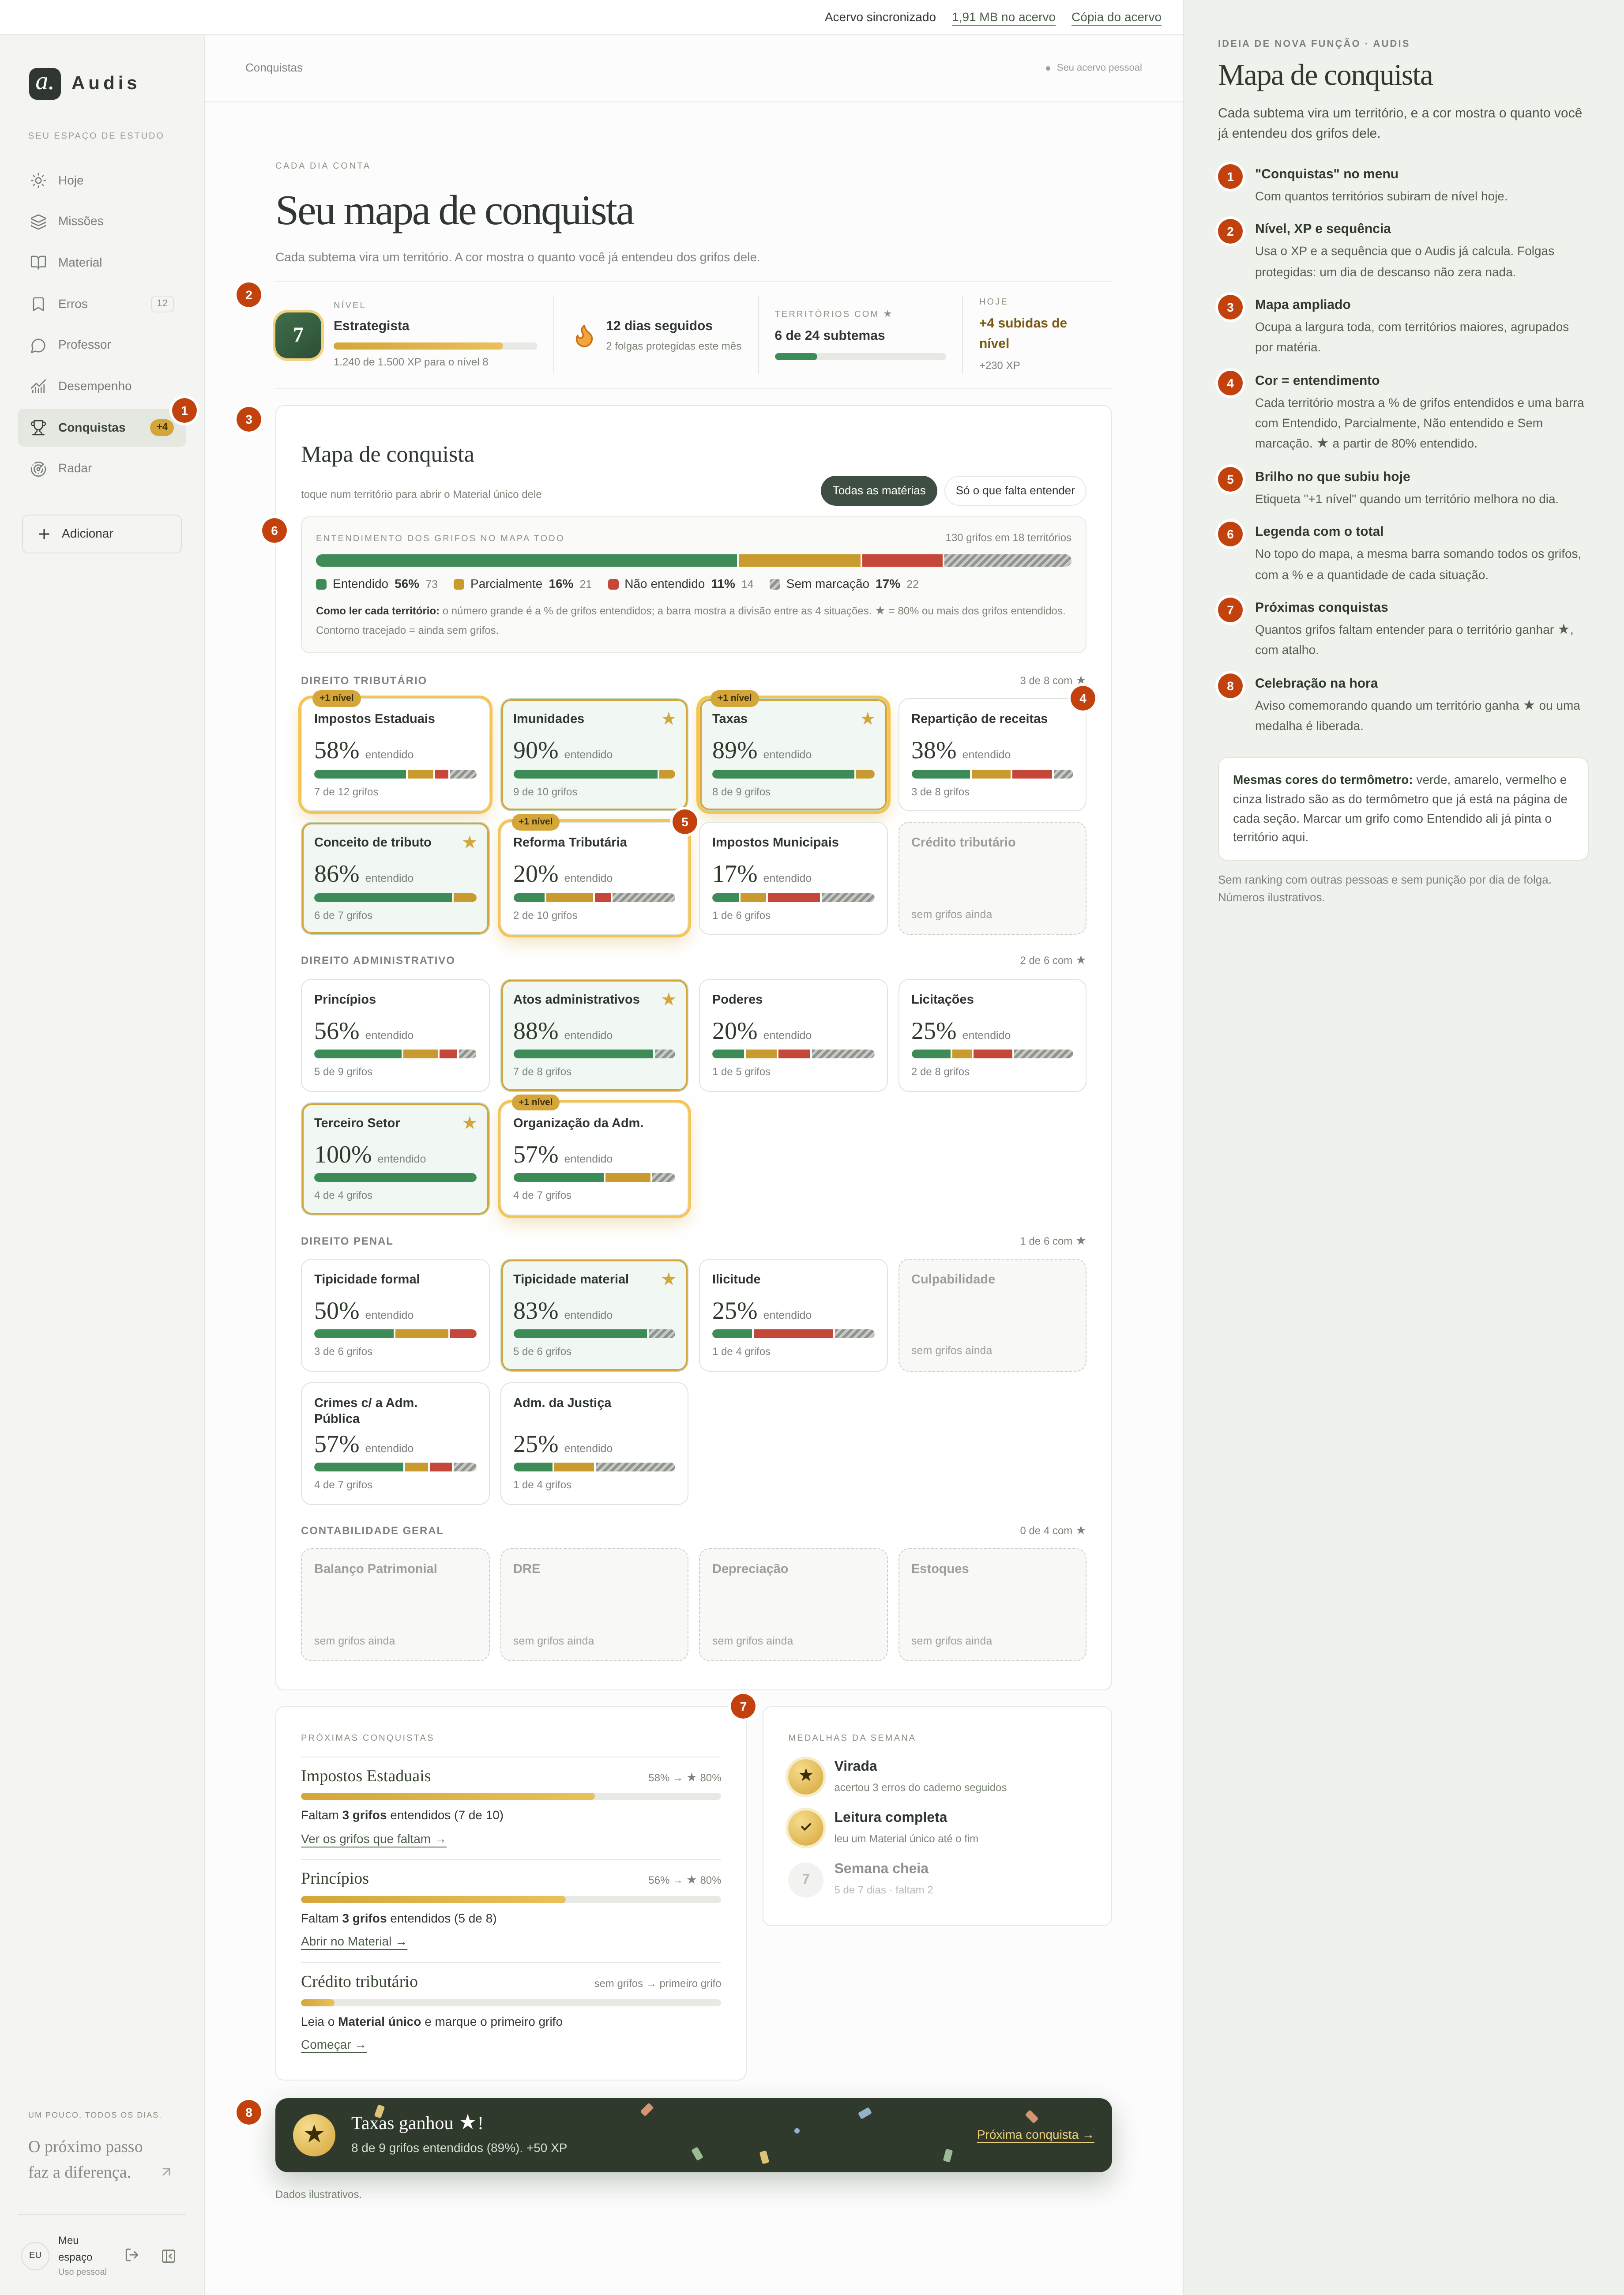 Acervo sincronizado
1,91 MB no acervo
Cópia do acervo
a.
Audis
SEU ESPAÇO DE ESTUDO
Hoje
Missões
Material
Erros
12
Professor
Desempenho
1
Conquistas
+4
Radar
Adicionar
UM POUCO, TODOS OS DIAS.
O próximo passo
faz a diferença.
EU
Meu
espaço
Uso pessoal
Conquistas
Seu acervo pessoal
CADA DIA CONTA
Seu mapa de conquista
Cada subtema vira um território. A cor mostra o quanto você já entendeu dos grifos dele.
2
7
NÍVEL
Estrategista
1.240 de 1.500 XP para o nível 8
12 dias seguidos
2 folgas protegidas este mês
TERRITÓRIOS COM ★
6 de 24 subtemas
HOJE
+4 subidas de
nível
+230 XP
3
Mapa de conquista
toque num território para abrir o Material único dele
Todas as matérias
Só o que falta entender
6
ENTENDIMENTO DOS GRIFOS NO MAPA TODO
130 grifos em 18 territórios
Entendido 56% 73
Parcialmente 16% 21
Não entendido 11% 14
Sem marcação 17% 22
Como ler cada território: o número grande é a % de grifos entendidos; a barra mostra a divisão entre as 4 situações. ★ = 80% ou mais dos grifos entendidos.
Contorno tracejado = ainda sem grifos.
DIREITO TRIBUTÁRIO
3 de 8 com ★
4
+1 nível
Impostos Estaduais
58% entendido
7 de 12 grifos
Imunidades ★
90% entendido
9 de 10 grifos
+1 nível
Taxas ★
89% entendido
8 de 9 grifos
Repartição de receitas
38% entendido
3 de 8 grifos
Conceito de tributo ★
86% entendido
6 de 7 grifos
+1 nível
5
Reforma Tributária
20% entendido
2 de 10 grifos
Impostos Municipais
17% entendido
1 de 6 grifos
Crédito tributário
sem grifos ainda
DIREITO ADMINISTRATIVO
2 de 6 com ★
Princípios
56% entendido
5 de 9 grifos
Atos administrativos ★
88% entendido
7 de 8 grifos
Poderes
20% entendido
1 de 5 grifos
Licitações
25% entendido
2 de 8 grifos
Terceiro Setor ★
100% entendido
4 de 4 grifos
+1 nível
Organização da Adm.
57% entendido
4 de 7 grifos
DIREITO PENAL
1 de 6 com ★
Tipicidade formal
50% entendido
3 de 6 grifos
Tipicidade material ★
83% entendido
5 de 6 grifos
Ilicitude
25% entendido
1 de 4 grifos
Culpabilidade
sem grifos ainda
Crimes c/ a Adm.
Pública
57% entendido
4 de 7 grifos
Adm. da Justiça
25% entendido
1 de 4 grifos
CONTABILIDADE GERAL
0 de 4 com ★
Balanço Patrimonial
sem grifos ainda
DRE
sem grifos ainda
Depreciação
sem grifos ainda
Estoques
sem grifos ainda
7
PRÓXIMAS CONQUISTAS
Impostos Estaduais
58% → ★ 80%
Faltam 3 grifos entendidos (7 de 10)
Ver os grifos que faltam →
Princípios
56% → ★ 80%
Faltam 3 grifos entendidos (5 de 8)
Abrir no Material →
Crédito tributário
sem grifos → primeiro grifo
Leia o Material único e marque o primeiro grifo
Começar →
MEDALHAS DA SEMANA
★
Virada
acertou 3 erros do caderno seguidos
Leitura completa
leu um Material único até o fim
7
Semana cheia
5 de 7 dias · faltam 2
8
★
Taxas ganhou ★!
8 de 9 grifos entendidos (89%). +50 XP
Próxima conquista →
Dados ilustrativos.
IDEIA DE NOVA FUNÇÃO · AUDIS
Mapa de conquista
Cada subtema vira um território, e a cor mostra o quanto você
já entendeu dos grifos dele.
1
"Conquistas" no menu
Com quantos territórios subiram de nível hoje.
2
Nível, XP e sequência
Usa o XP e a sequência que o Audis já calcula. Folgas
protegidas: um dia de descanso não zera nada.
3
Mapa ampliado
Ocupa a largura toda, com territórios maiores, agrupados
por matéria.
4
Cor = entendimento
Cada território mostra a % de grifos entendidos e uma barra
com Entendido, Parcialmente, Não entendido e Sem
marcação. ★ a partir de 80% entendido.
5
Brilho no que subiu hoje
Etiqueta "+1 nível" quando um território melhora no dia.
6
Legenda com o total
No topo do mapa, a mesma barra somando todos os grifos,
com a % e a quantidade de cada situação.
7
Próximas conquistas
Quantos grifos faltam entender para o território ganhar ★,
com atalho.
8
Celebração na hora
Aviso comemorando quando um território ganha ★ ou uma
medalha é liberada.
Mesmas cores do termômetro: verde, amarelo, vermelho e
cinza listrado são as do termômetro que já está na página de
cada seção. Marcar um grifo como Entendido ali já pinta o
território aqui.
Sem ranking com outras pessoas e sem punição por dia de folga.
Números ilustrativos.